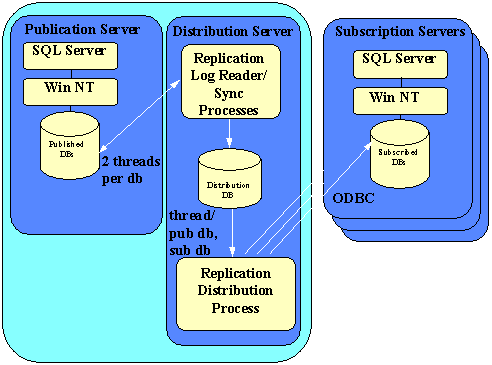 Publication Server
SQL Server
Win NT
Published
DBs
2 threads
per db
Distribution Server
Replication
Log Reader/
Sync
Processes
Distribution
DB
thread/
pub db,
sub db
Replication
Distribution
Process
Subscription Servers
SQL Server
Win NT
Subscribed
DBs
ODBC